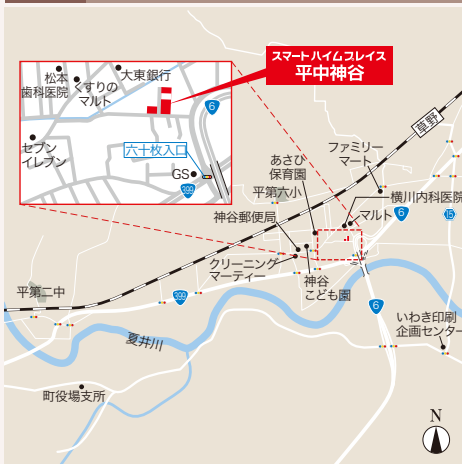 スマートハイムプレイス
平中神谷
松本
歯科医院
くすりの
マルト
大東銀行
6
セブン
イレブン
六十枚入口
GS
399
草野
ファミリー
マート
あさひ
保育園
平第六小
横川内科医院
マルト
6
15
神谷郵便局
クリーニング
マーティー
神谷
こども園
平第二中
399
6
いわき印刷
企画センター
夏井川
町役場支所
N